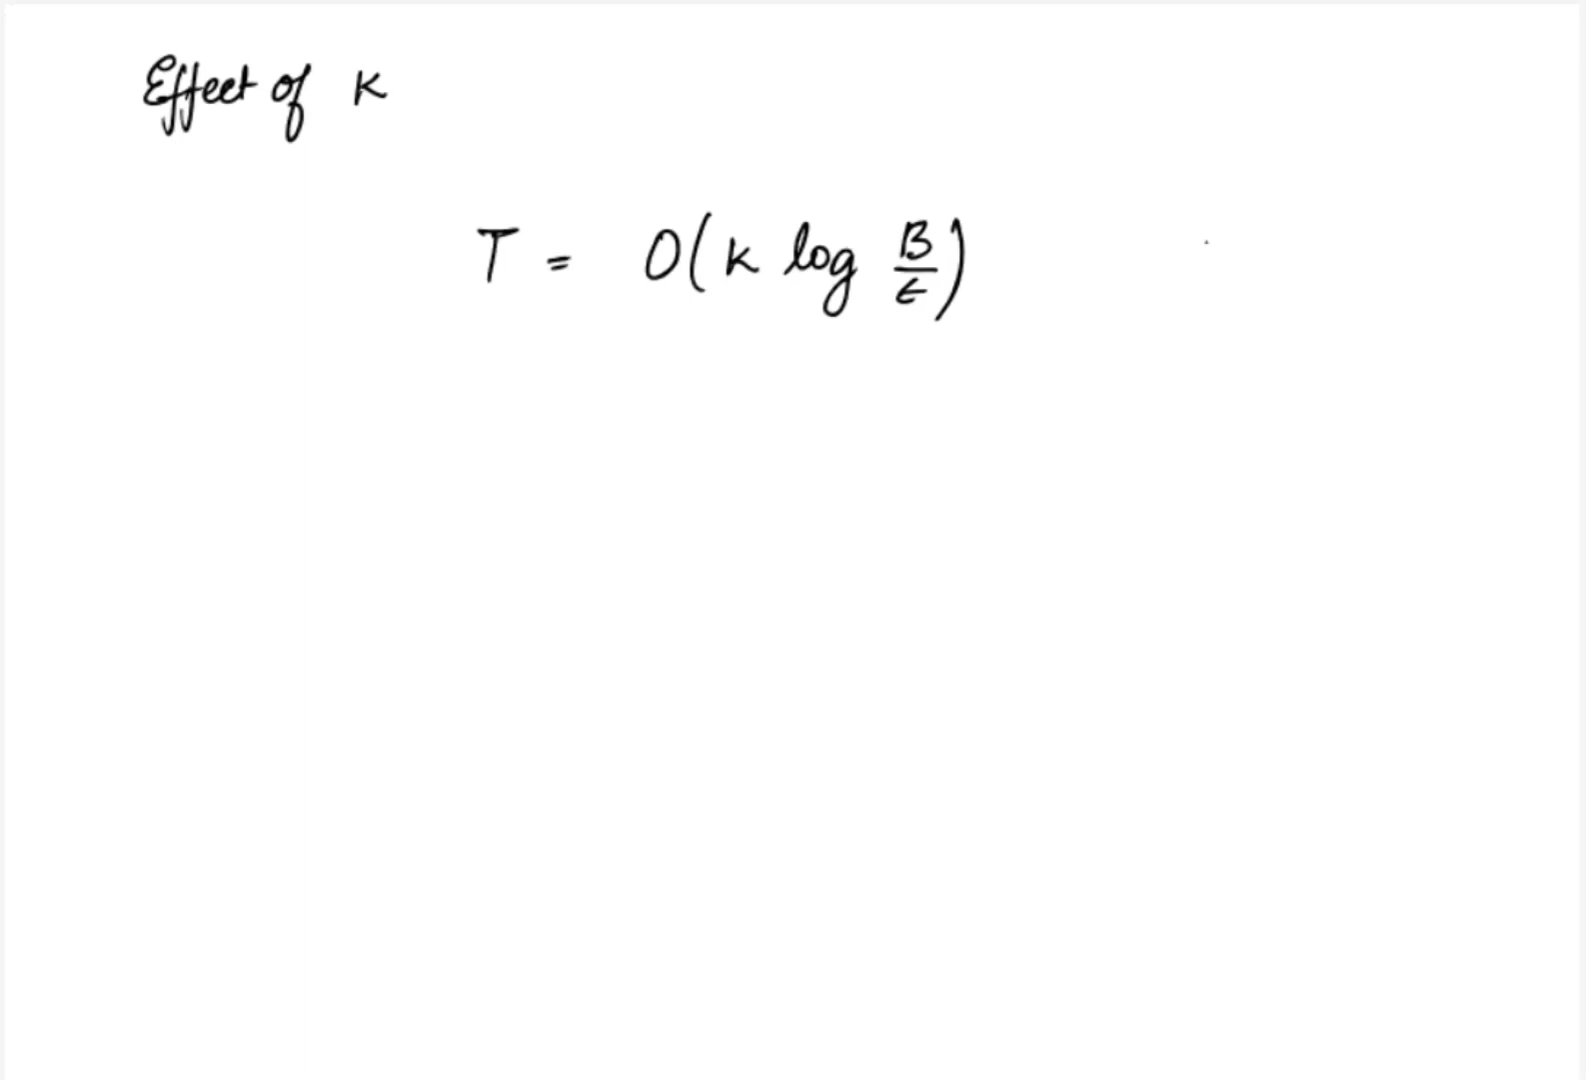 Effect of κ
T = O(κ log B/ϵ)